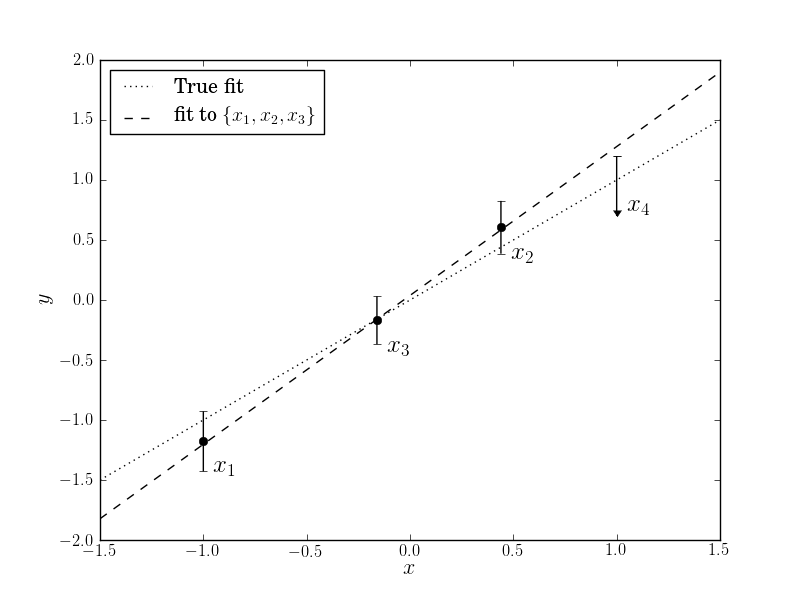 2.0
True fit
fit to {x₁, x₂, x₃}
1.5
1.0
x₄
0.5
x₂
y
0.0
x₃
−0.5
−1.0
x₁
−1.5
−2.0
−1.5 −1.0 −0.5 0.0 0.5 1.0 1.5
x